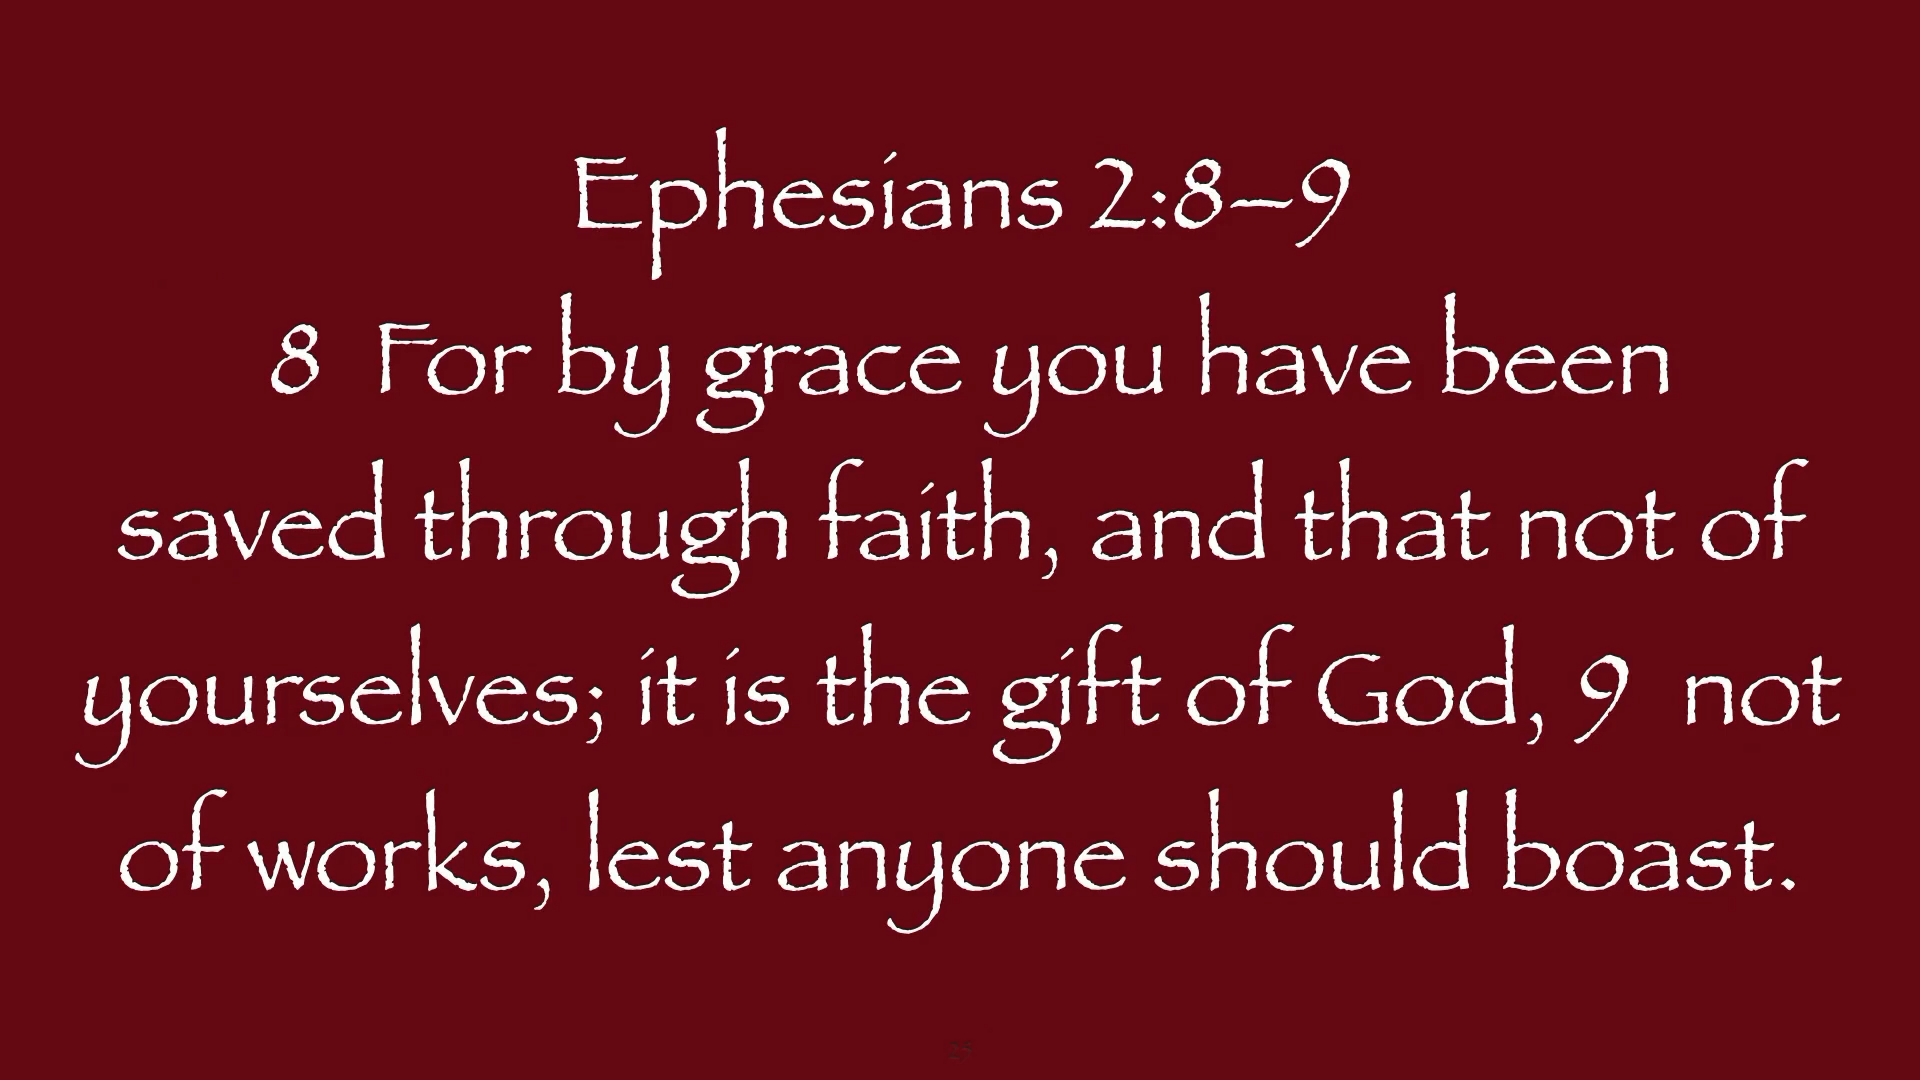 Ephesians 2:8–9
8 For by grace you have been
saved through faith, and that not of
yourselves; it is the gift of God, 9 not
of works, lest anyone should boast.
25